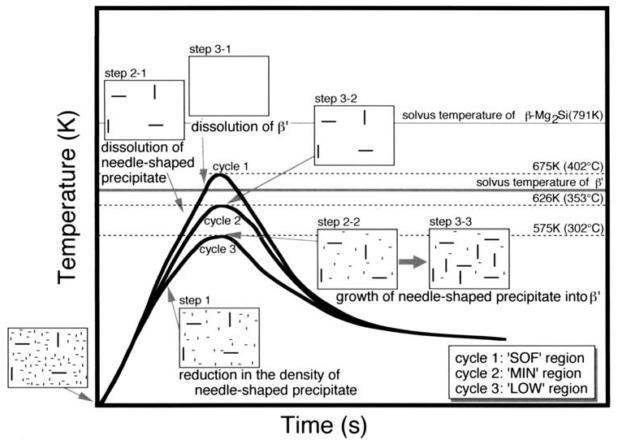 step 3-1
step 2-1
step 3-2
solvus temperature of β-Mg2Si(791K)
dissolution of β'
dissolution of
needle-shaped
precipitate
cycle 1
675K (402°C)
solvus temperature of β'
626K (353°C)
cycle 2
step 2-2
step 3-3
575K (302°C)
cycle 3
growth of needle-shaped precipitate into β'
step 1
reduction in the density of
needle-shaped precipitate
cycle 1: 'SOF' region
cycle 2: 'MIN' region
cycle 3: 'LOW' region
Temperature (K)
Time (s)